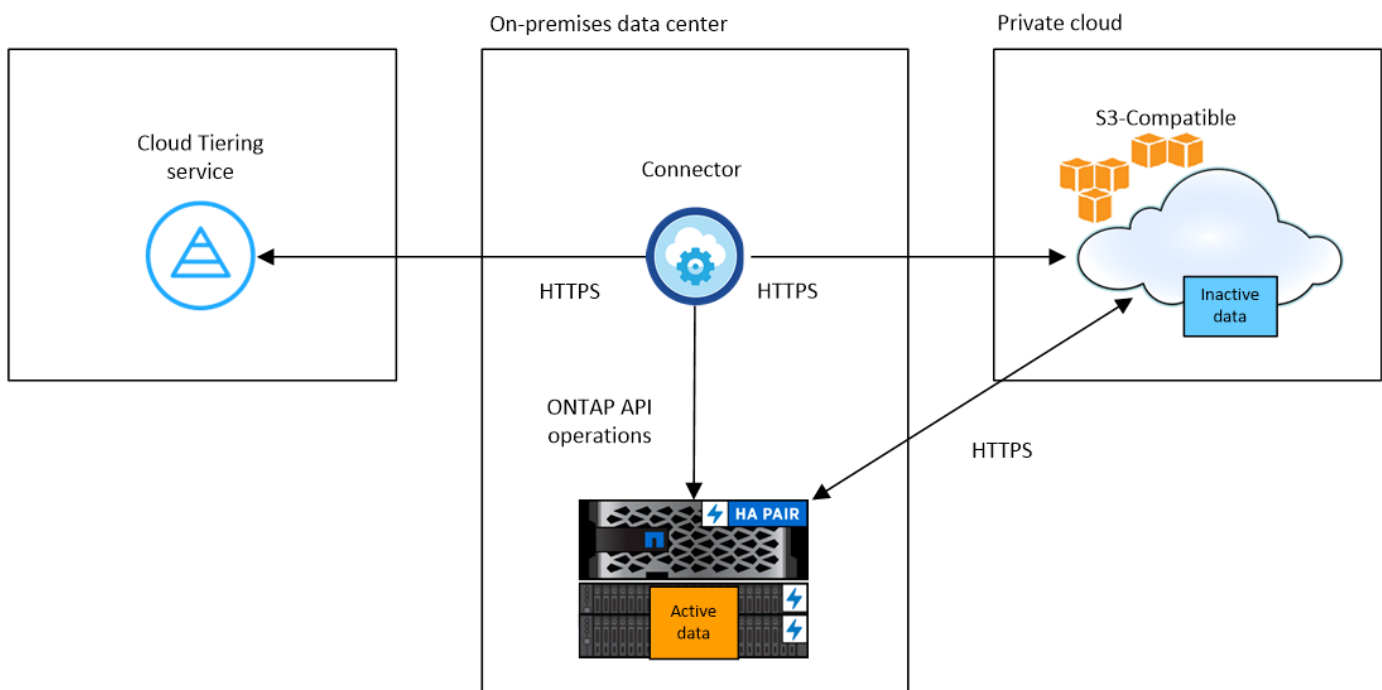 On-premises data center
Private cloud
Cloud Tiering
service
Connector
S3-Compatible
HTTPS
HTTPS
Inactive
data
ONTAP API
operations
HTTPS
HA PAIR
Active
data